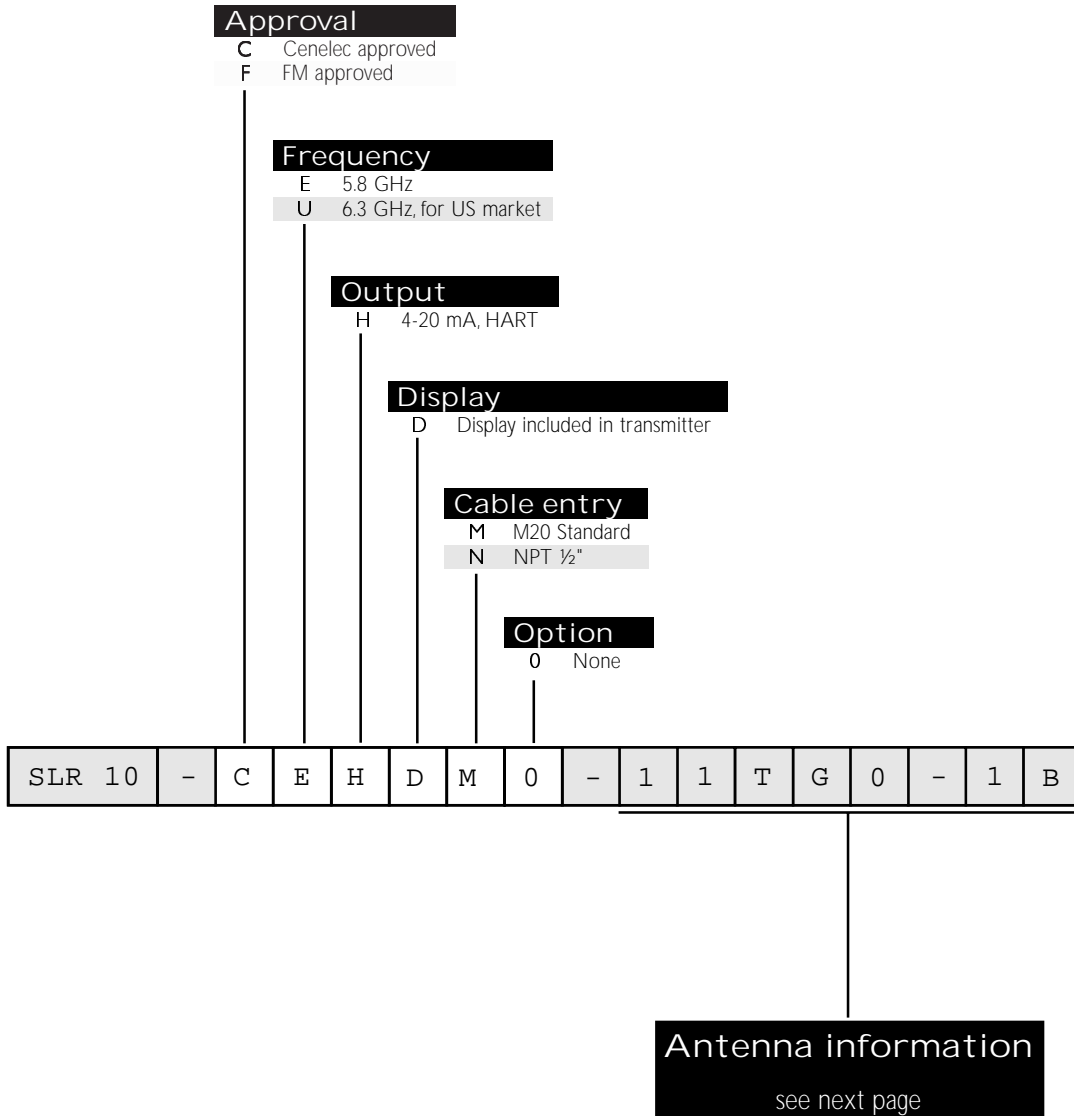 Approval
C Cenelec approved
F FM approved
Frequency
E 5.8 GHz
U 6.3 GHz, for US market
Output
H 4-20 mA, HART
Display
D Display included in transmitter
Cable entry
M M20 Standard
N NPT ½"
Option
0 None
SLR 10 - C E H D M 0 - 1 1 T G 0 - 1 B
Antenna information
see next page